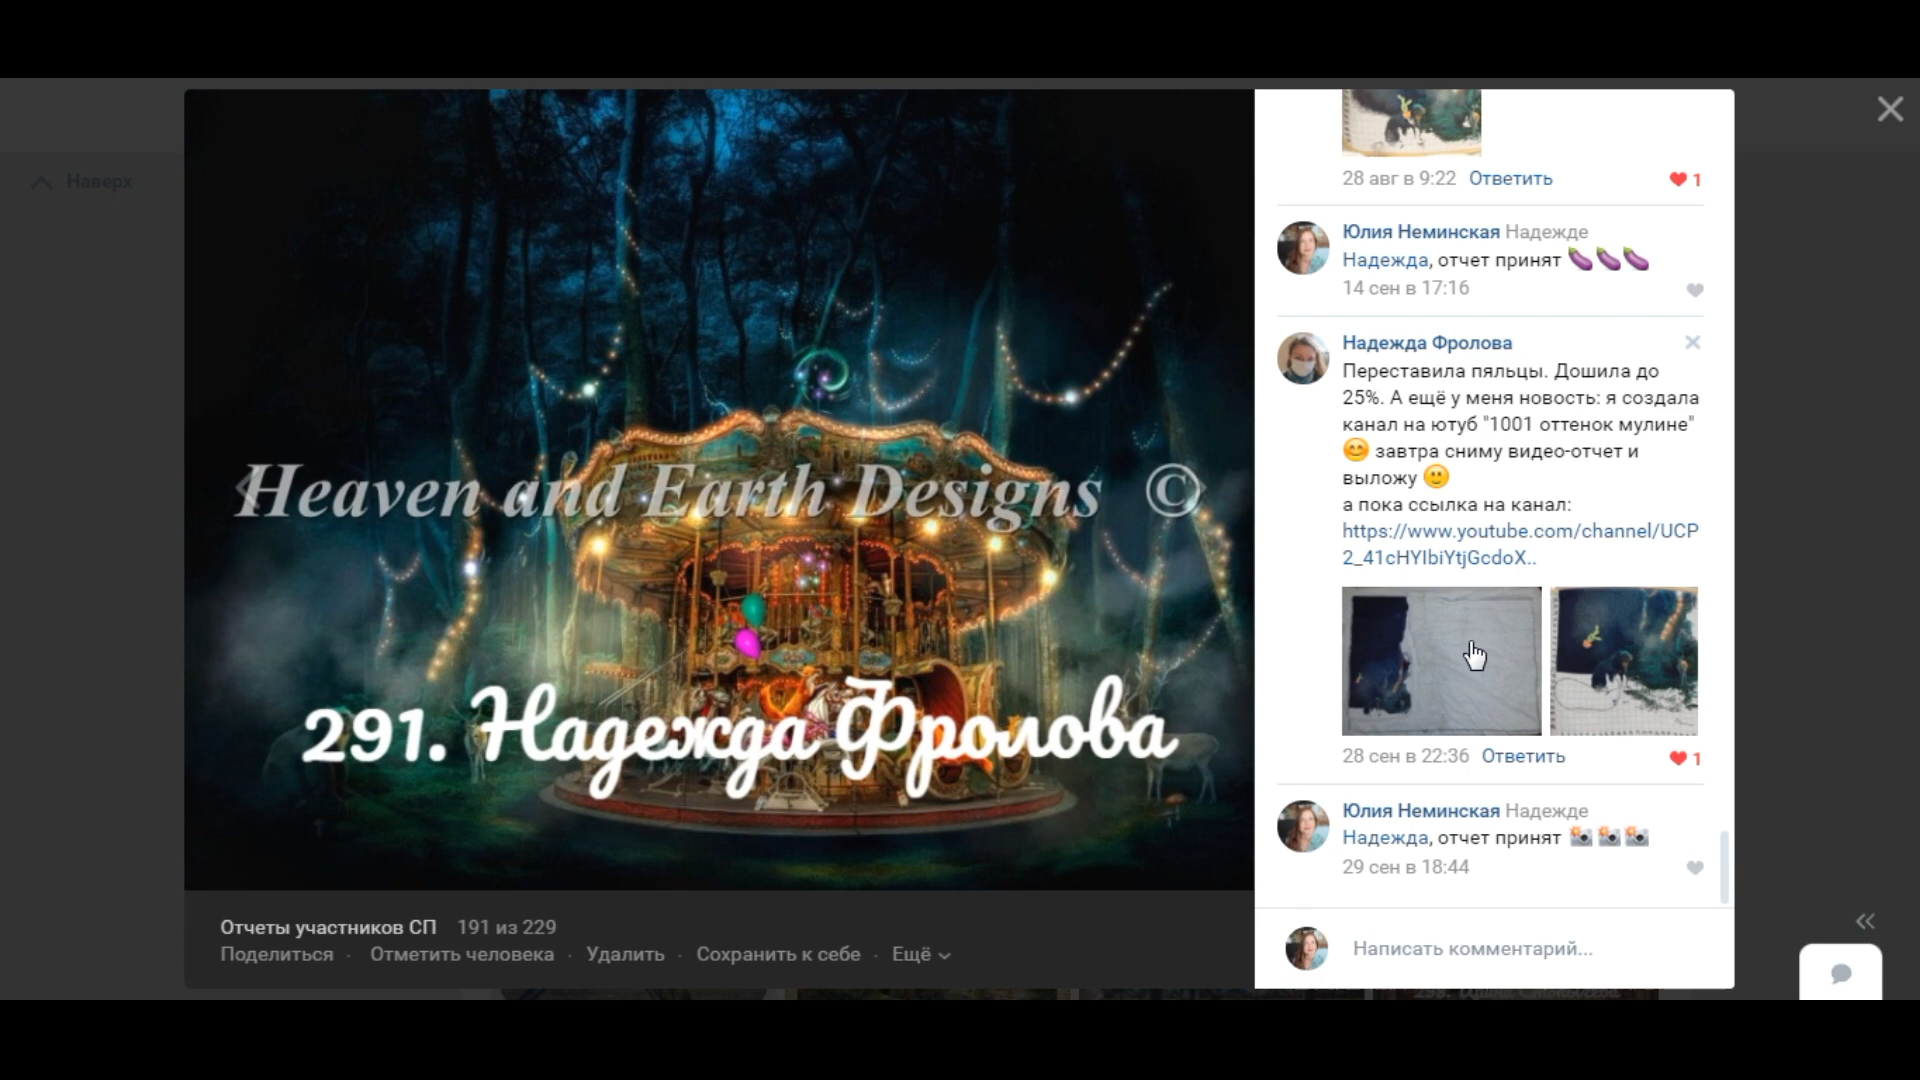 Наверх
Heaven and Earth Designs ©
291. Надежда Фролова
Отчеты участников СП 191 из 229
Поделиться · Отметить человека · Удалить · Сохранить к себе · Ещё
28 авг в 9:22 Ответить 1
Юлия Неминская Надежде
Надежда, отчет принят 🍆🍆🍆
14 сен в 17:16
Надежда Фролова
Переставила пяльцы. Дошила до
25%. А ещё у меня новость: я создала
канал на ютуб "1001 оттенок мулине"
😊 завтра сниму видео-отчет и
выложу 🙂
а пока ссылка на канал:
https://www.youtube.com/channel/UCP
2_41cHYIbiYtjGcdoX..
28 сен в 22:36 Ответить 1
Юлия Неминская Надежде
Надежда, отчет принят 📸📸📸
29 сен в 18:44
Написать комментарий...